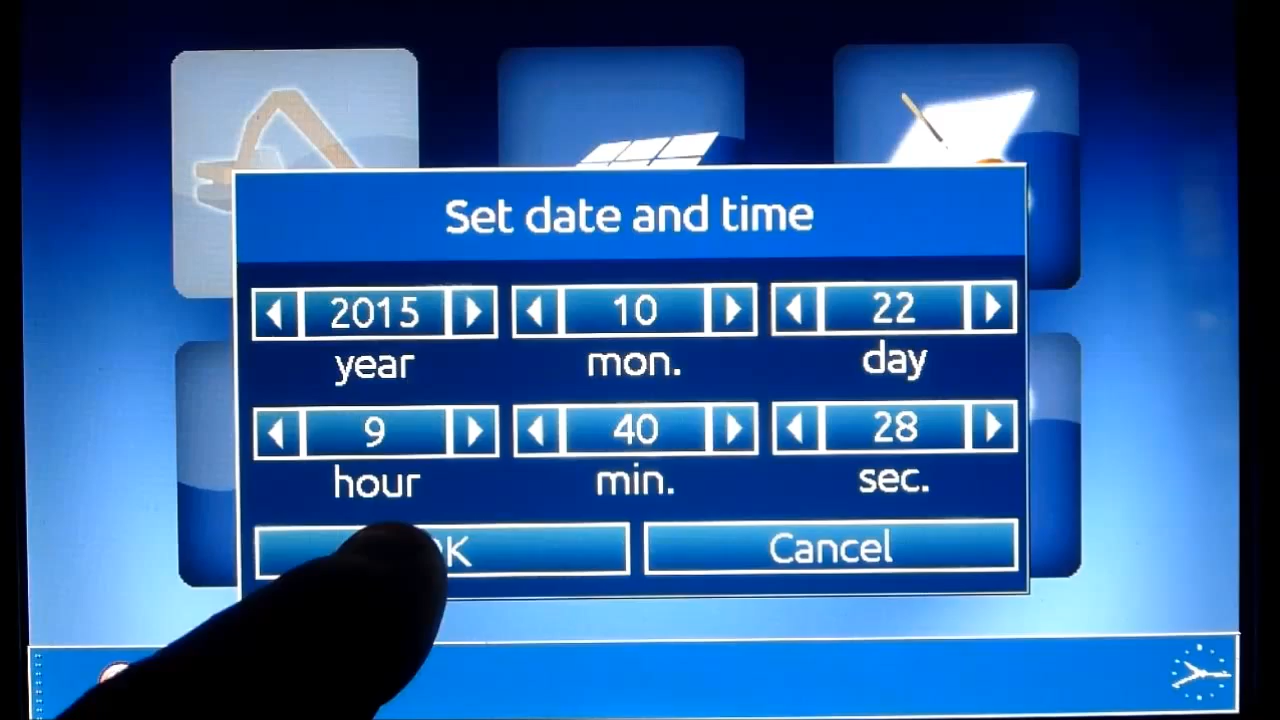 Set date and time
2015 10 22
year mon. day
9 40 28
hour min. sec.
Cancel